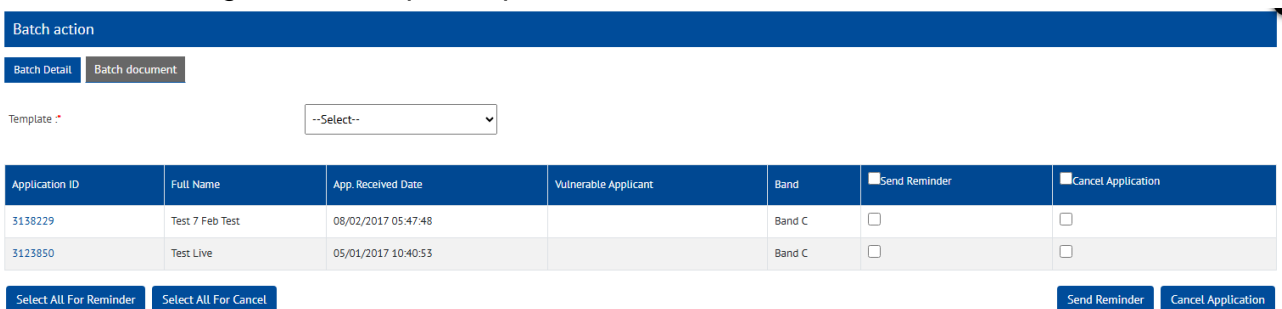 Batch action
Batch Detail Batch document
Template :* --Select--
Application ID Full Name App. Received Date Vulnerable Applicant Band Send Reminder Cancel Application
3138229 Test 7 Feb Test 08/02/2017 05:47:48 Band C
3123850 Test Live 05/01/2017 10:40:53 Band C
Select All For Reminder Select All For Cancel Send Reminder Cancel Application